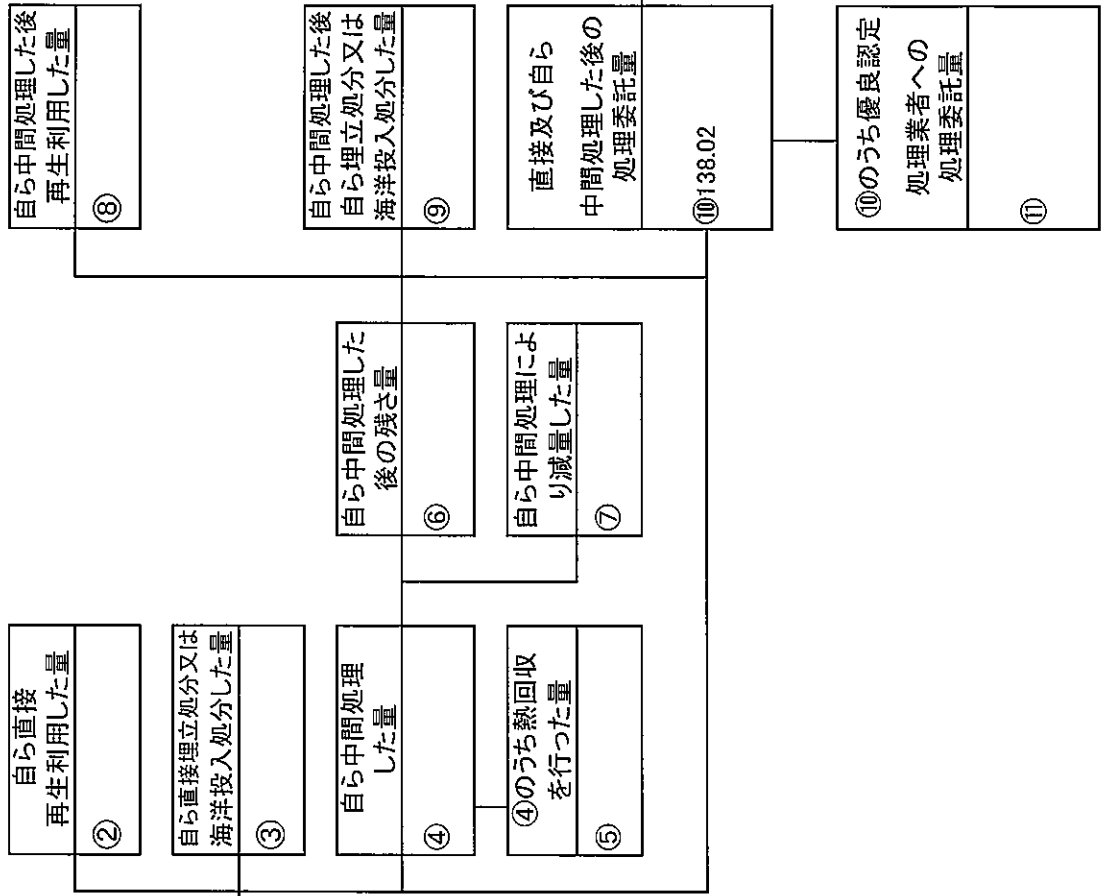 自ら直接
再生利用した量
②
自ら直接埋立処分又は
海洋投入処分した量
③
自ら中間処理
した量
④
④のうち熱回収
を行った量
⑤
自ら中間処理した
後の残さ量
⑥
自ら中間処理によ
り減量した量
⑦
自ら中間処理した後
再生利用した量
⑧
自ら中間処理した後
自ら埋立処分又は
海洋投入処分した量
⑨
直接及び自ら
中間処理した後の
処理委託量
⑩138.02
⑩のうち優良認定
処理業者への
処理委託量
⑪